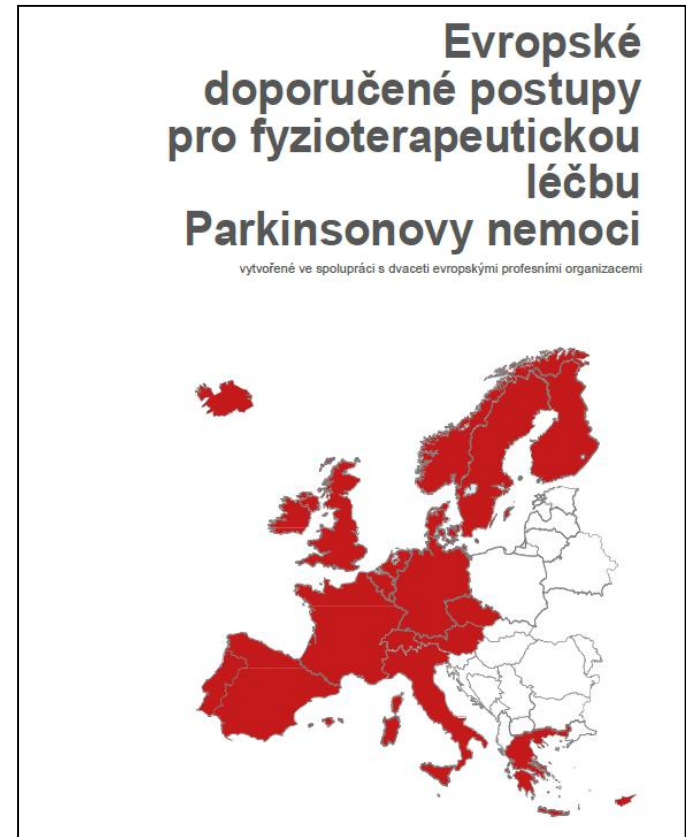 Evropské
doporučené postupy
pro fyzioterapeutickou
léčbu
Parkinsonovy nemoci
vytvořené ve spolupráci s dvaceti evropskými profesními organizacemi